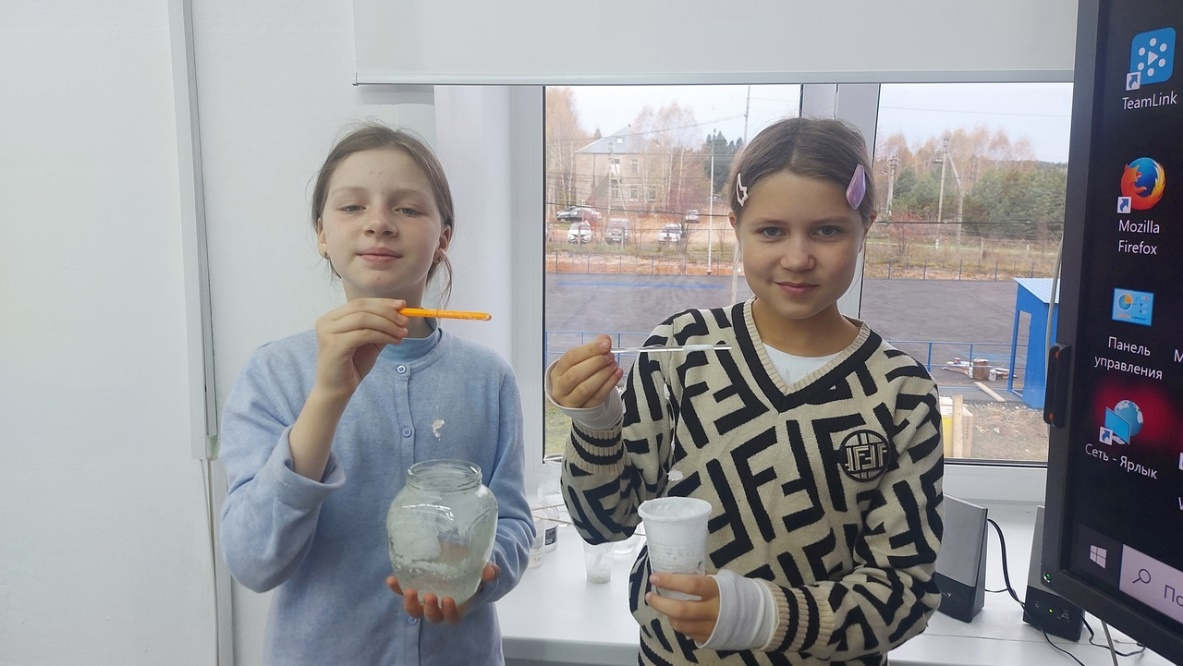 TeamLink
Mozilla
Firefox
Панель
управления
Сеть - Ярлык